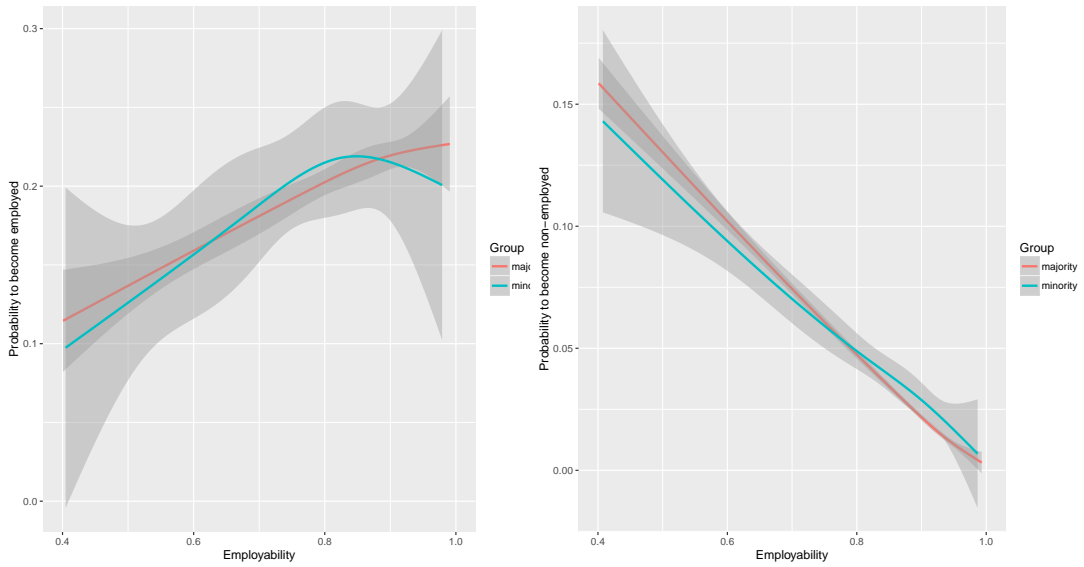 Probability to become employed
0.3
0.2
0.1
0.0
0.4
0.6
0.8
1.0
Employability
Group
majo
mino
Probability to become non−employed
0.15
0.10
0.05
0.00
0.4
0.6
0.8
1.0
Employability
Group
majority
minority